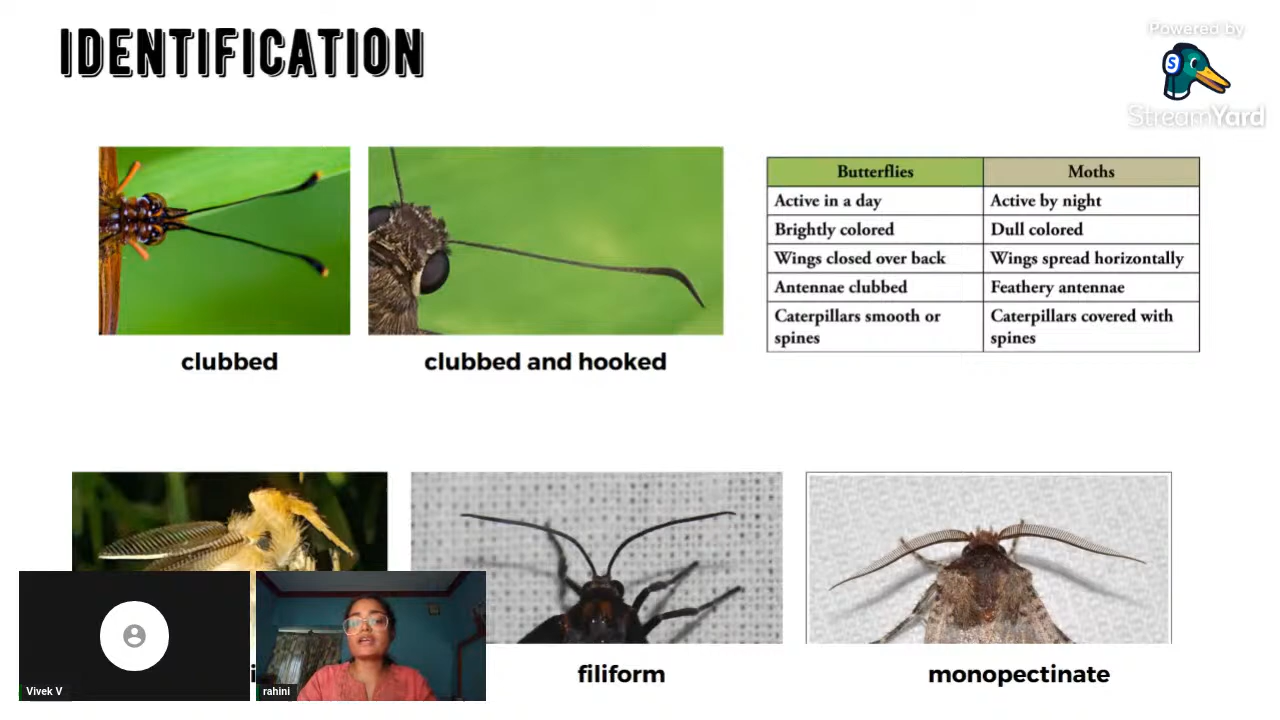 IDENTIFICATION
Powered by
StreamYard
Butterflies Moths
Active in a day Active by night
Brightly colored Dull colored
Wings closed over back Wings spread horizontally
Antennae clubbed Feathery antennae
Caterpillars smooth or spines Caterpillars covered with spines
clubbed
clubbed and hooked
filiform
monopectinate
Vivek V
rahini